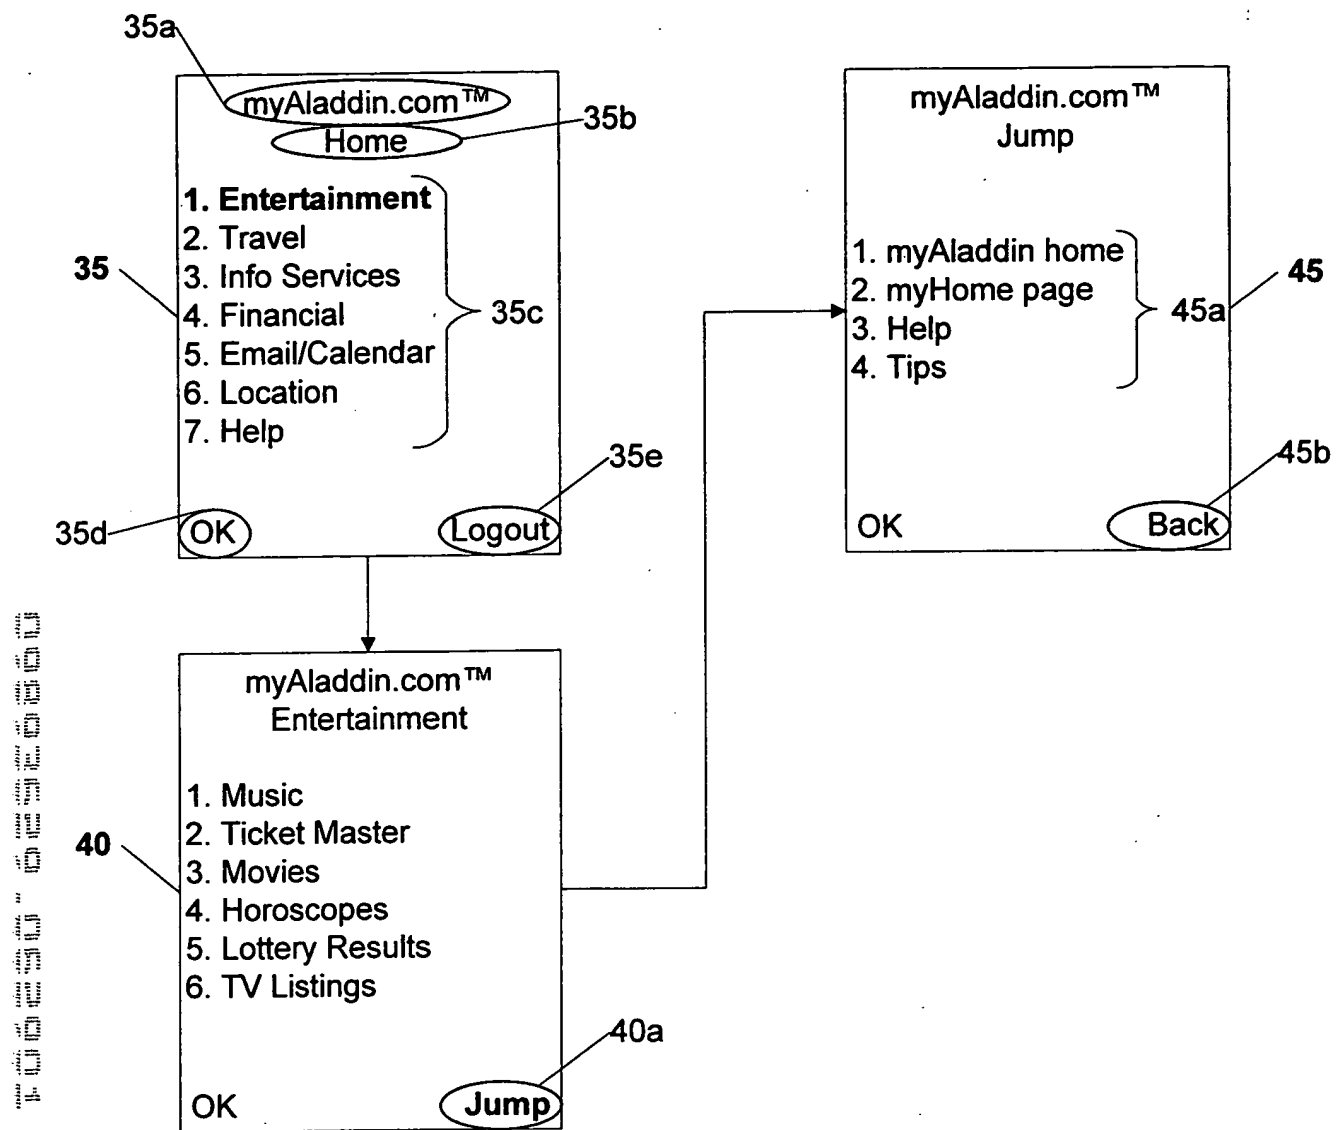 35a
myAladdin.com™
Home
35b
1. Entertainment
2. Travel
3. Info Services
4. Financial
5. Email/Calendar
6. Location
7. Help
35
35c
35d
OK
Logout
35e
myAladdin.com™
Jump
1. myAladdin home
2. myHome page
3. Help
4. Tips
45a
45
45b
OK
Back
myAladdin.com™
Entertainment
1. Music
2. Ticket Master
3. Movies
4. Horoscopes
5. Lottery Results
6. TV Listings
40
40a
OK
Jump